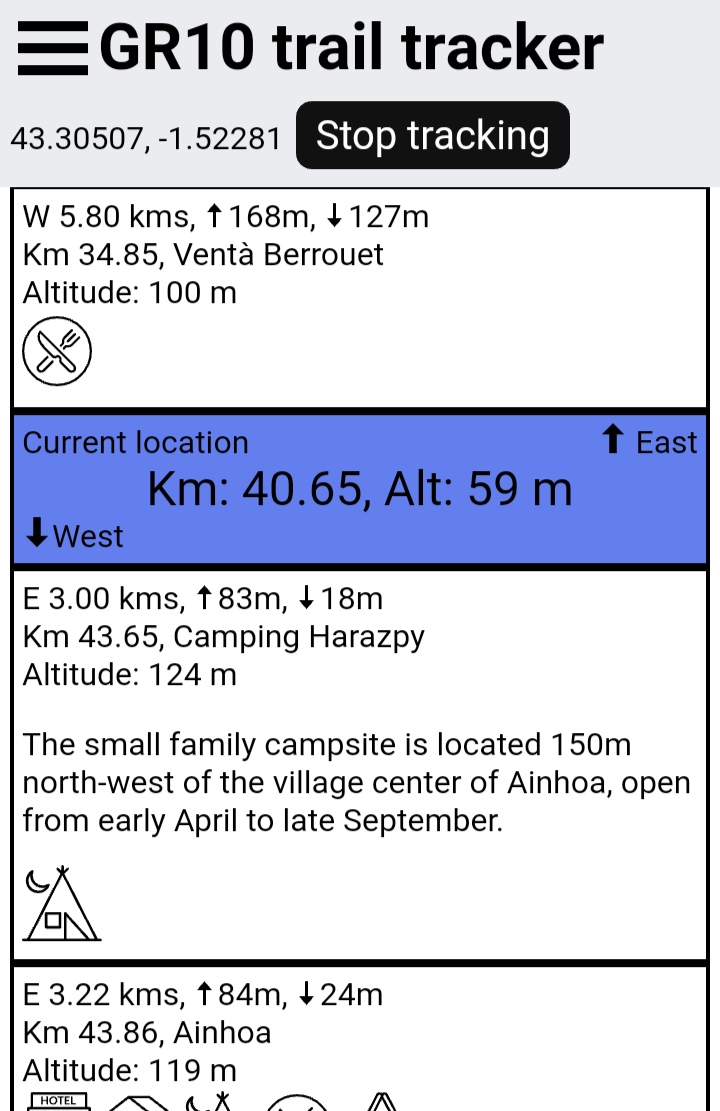 GR10 trail tracker
43.30507, -1.52281 Stop tracking
W 5.80 kms, ↑168m, ↓127m
Km 34.85, Ventà Berrouet
Altitude: 100 m
Current location ↑ East
Km: 40.65, Alt: 59 m
↓West
E 3.00 kms, ↑83m, ↓18m
Km 43.65, Camping Harazpy
Altitude: 124 m
The small family campsite is located 150m
north-west of the village center of Ainhoa, open
from early April to late September.
E 3.22 kms, ↑84m, ↓24m
Km 43.86, Ainhoa
Altitude: 119 m
HOTEL